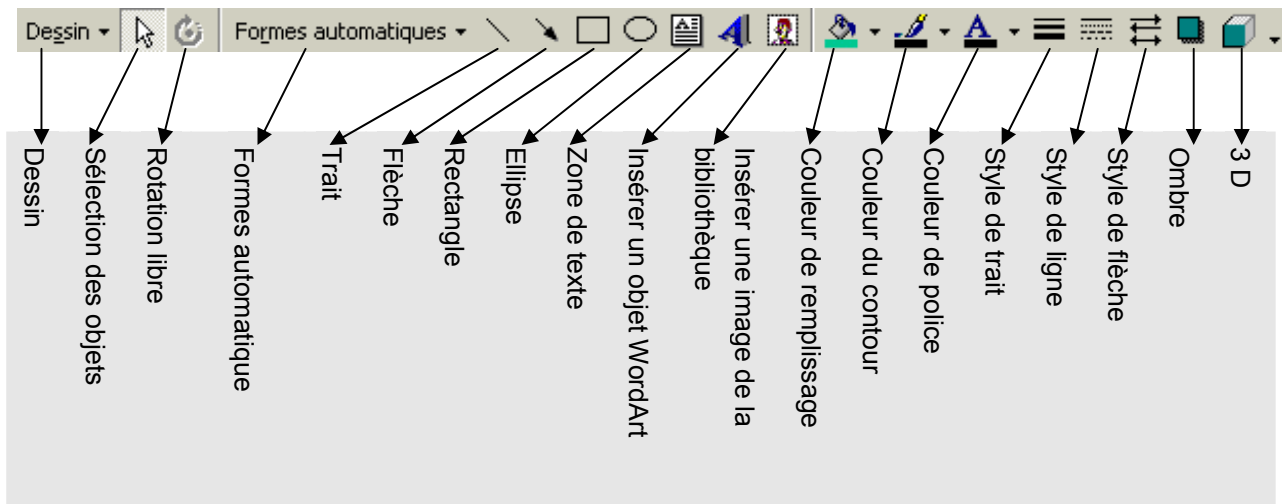 Dessin Formes automatiques A
Dessin
Sélection des objets
Rotation libre
Formes automatique
Trait
Flèche
Rectangle
Ellipse
Zone de texte
Insérer un objet WordArt
Insérer une image de la
bibliothèque
Couleur de remplissage
Couleur du contour
Couleur de police
Style de trait
Style de ligne
Style de flèche
Ombre
3 D